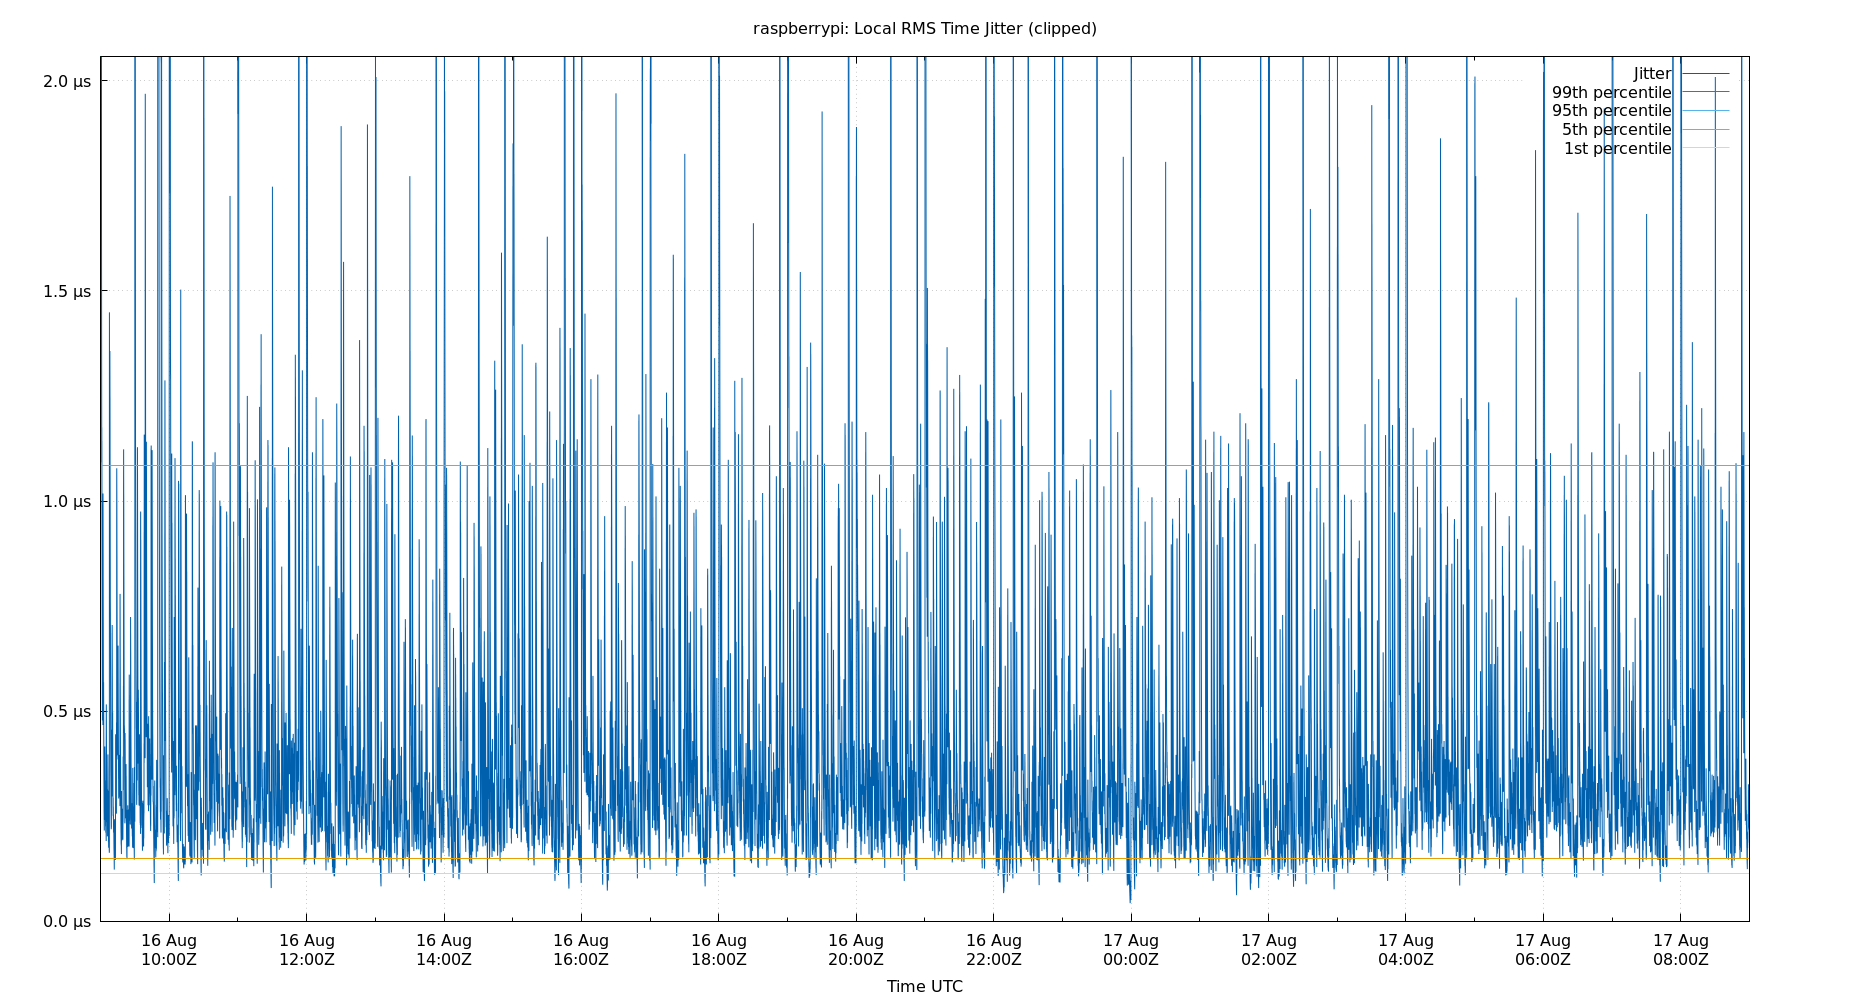 raspberrypi: Local RMS Time Jitter (clipped)
2.0 µs
1.5 µs
1.0 µs
0.5 µs
0.0 µs
Jitter
99th percentile
95th percentile
5th percentile
1st percentile
16 Aug
10:00Z
16 Aug
12:00Z
16 Aug
14:00Z
16 Aug
16:00Z
16 Aug
18:00Z
16 Aug
20:00Z
16 Aug
22:00Z
17 Aug
00:00Z
17 Aug
02:00Z
17 Aug
04:00Z
17 Aug
06:00Z
17 Aug
08:00Z
Time UTC